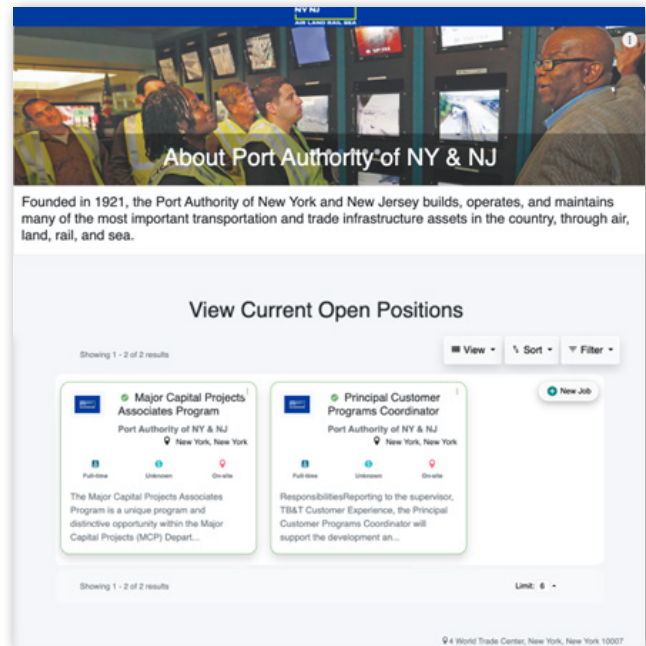 NY NJ
AIR LAND RAIL SEA
About Port Authority of NY & NJ
Founded in 1921, the Port Authority of New York and New Jersey builds, operates, and maintains
many of the most important transportation and trade infrastructure assets in the country, through air,
land, rail, and sea.
View Current Open Positions
Showing 1 - 2 of 2 results
View
Sort
Filter
Major Capital Projects
Associates Program
Port Authority of NY & NJ
New York, New York
Full-time
Unknown
On-site
The Major Capital Projects Associates
Program is a unique program and
distinctive opportunity within the Major
Capital Projects (MCP) Depart...
Principal Customer
Programs Coordinator
Port Authority of NY & NJ
New York, New York
Full-time
Unknown
On-site
ResponsibilitiesReporting to the supervisor,
TB&T Customer Experience, the Principal
Customer Programs Coordinator will
support the development an...
New Job
Showing 1 - 2 of 2 results
Limit: 6
4 World Trade Center, New York, New York 10007